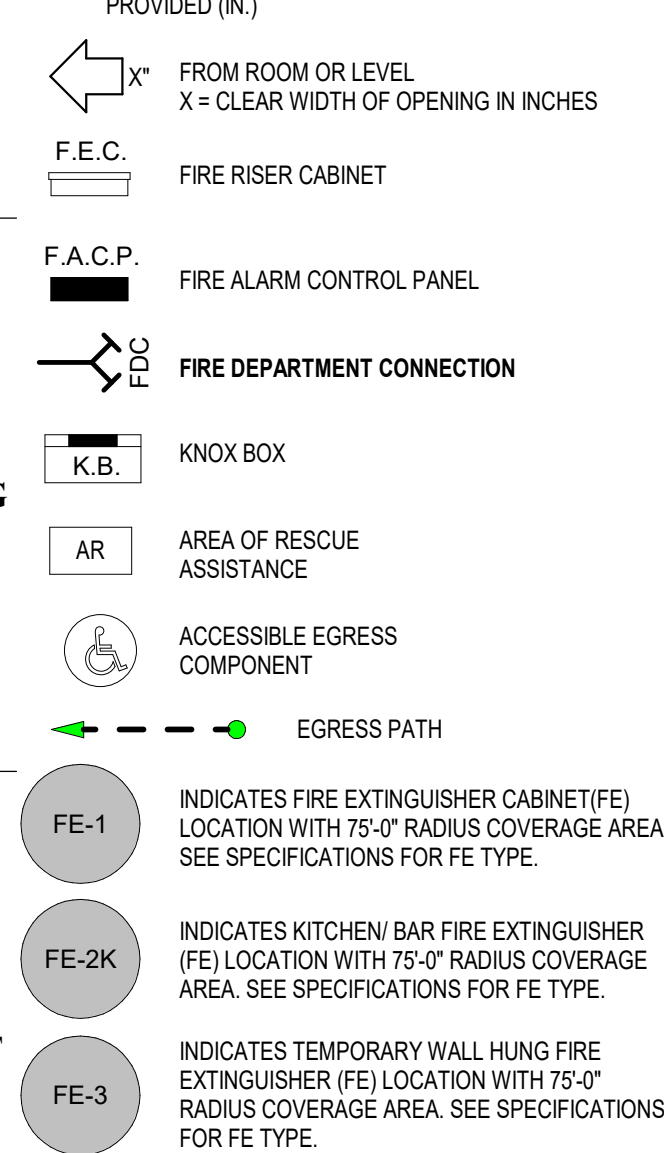 PROVIDED (IN.)
X" FROM ROOM OR LEVEL
X = CLEAR WIDTH OF OPENING IN INCHES
F.E.C.
FIRE RISER CABINET
F.A.C.P.
FIRE ALARM CONTROL PANEL
FDC FIRE DEPARTMENT CONNECTION
K.B. KNOX BOX
G
AR AREA OF RESCUE
ASSISTANCE
ACCESSIBLE EGRESS
COMPONENT
EGRESS PATH
FE-1
INDICATES FIRE EXTINGUISHER CABINET(FE)
LOCATION WITH 75'-0" RADIUS COVERAGE AREA
SEE SPECIFICATIONS FOR FE TYPE.
FE-2K
INDICATES KITCHEN/ BAR FIRE EXTINGUISHER
(FE) LOCATION WITH 75'-0" RADIUS COVERAGE
AREA. SEE SPECIFICATIONS FOR FE TYPE.
FE-3
INDICATES TEMPORARY WALL HUNG FIRE
EXTINGUISHER (FE) LOCATION WITH 75'-0"
RADIUS COVERAGE AREA. SEE SPECIFICATIONS
FOR FE TYPE.